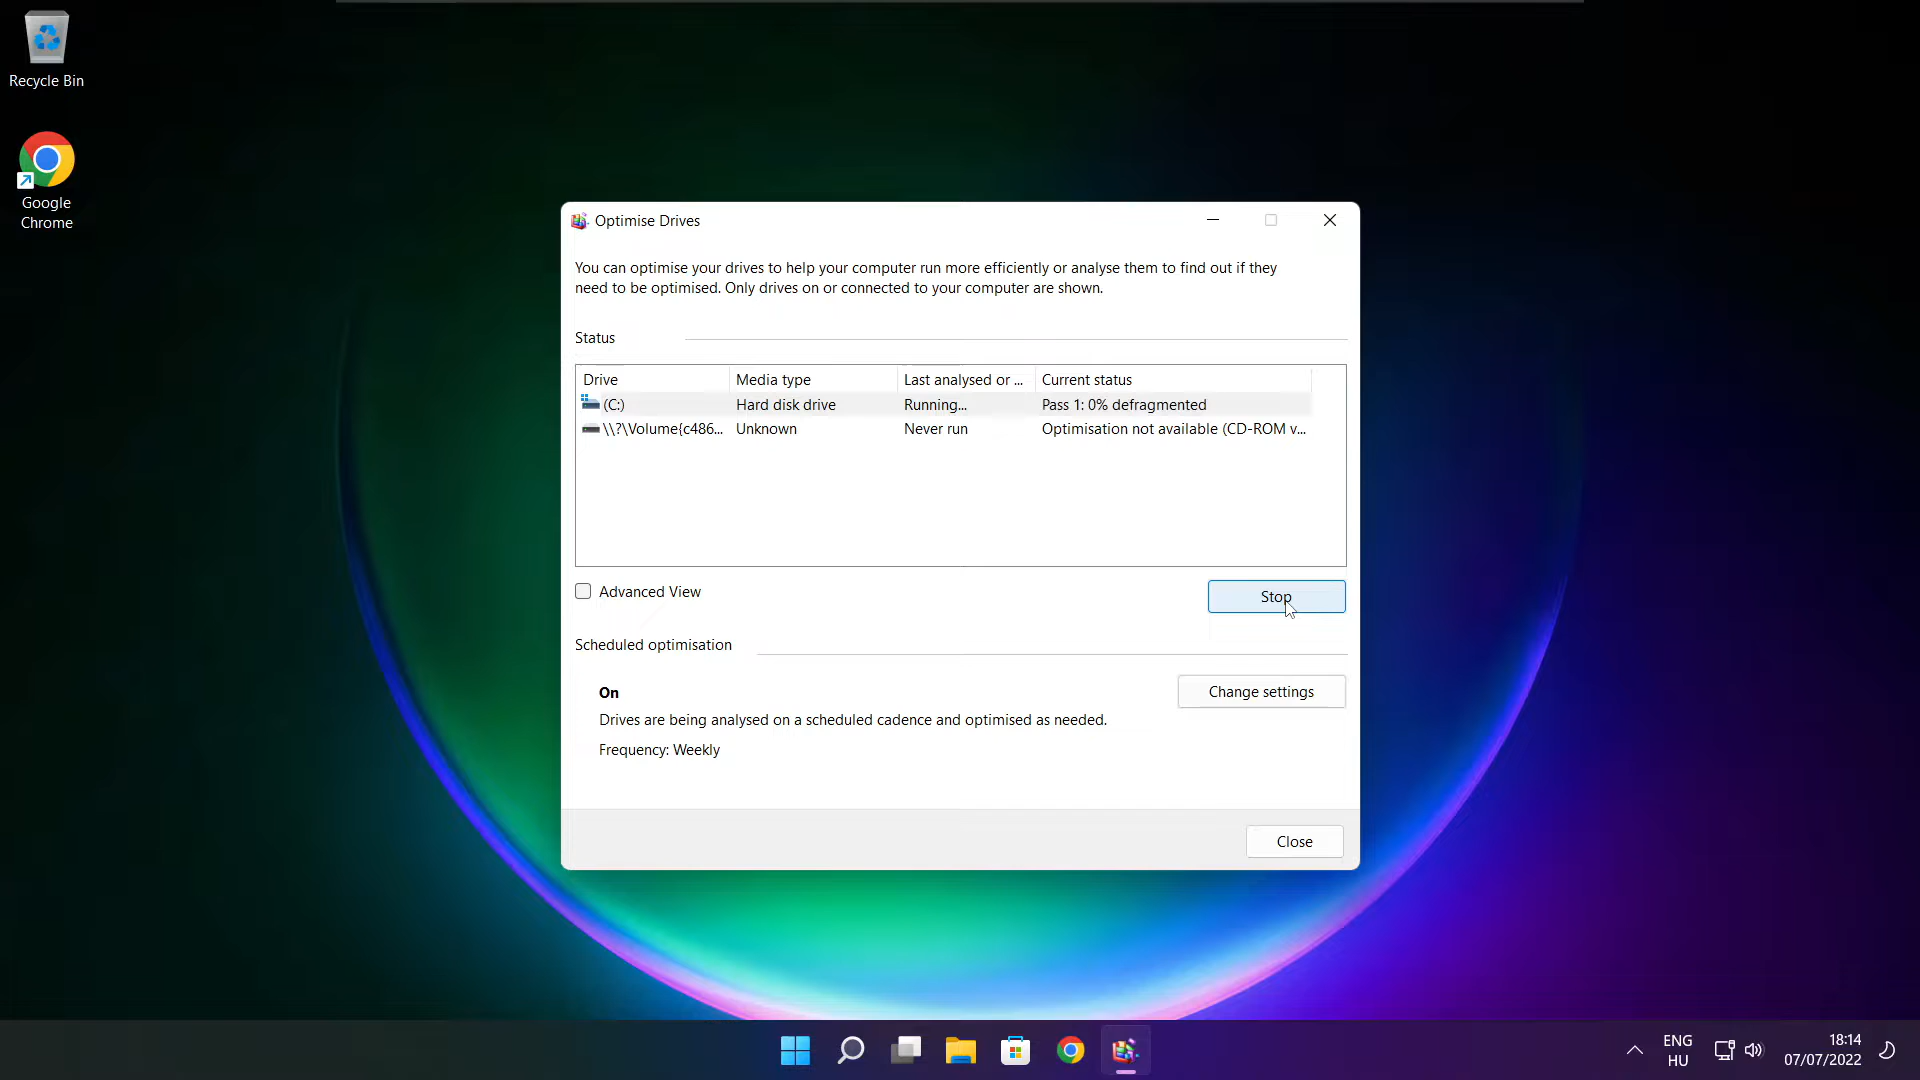 Recycle Bin
Google
Chrome
Optimise Drives
You can optimise your drives to help your computer run more efficiently or analyse them to find out if they
need to be optimised. Only drives on or connected to your computer are shown.
Status
Drive Media type Last analysed or ... Current status
(C:) Hard disk drive Running... Pass 1: 0% defragmented
\\?\Volume{c486... Unknown Never run Optimisation not available (CD-ROM v...
Advanced View
Stop
Scheduled optimisation
On
Change settings
Drives are being analysed on a scheduled cadence and optimised as needed.
Frequency: Weekly
Close
ENG
HU
18:14
07/07/2022